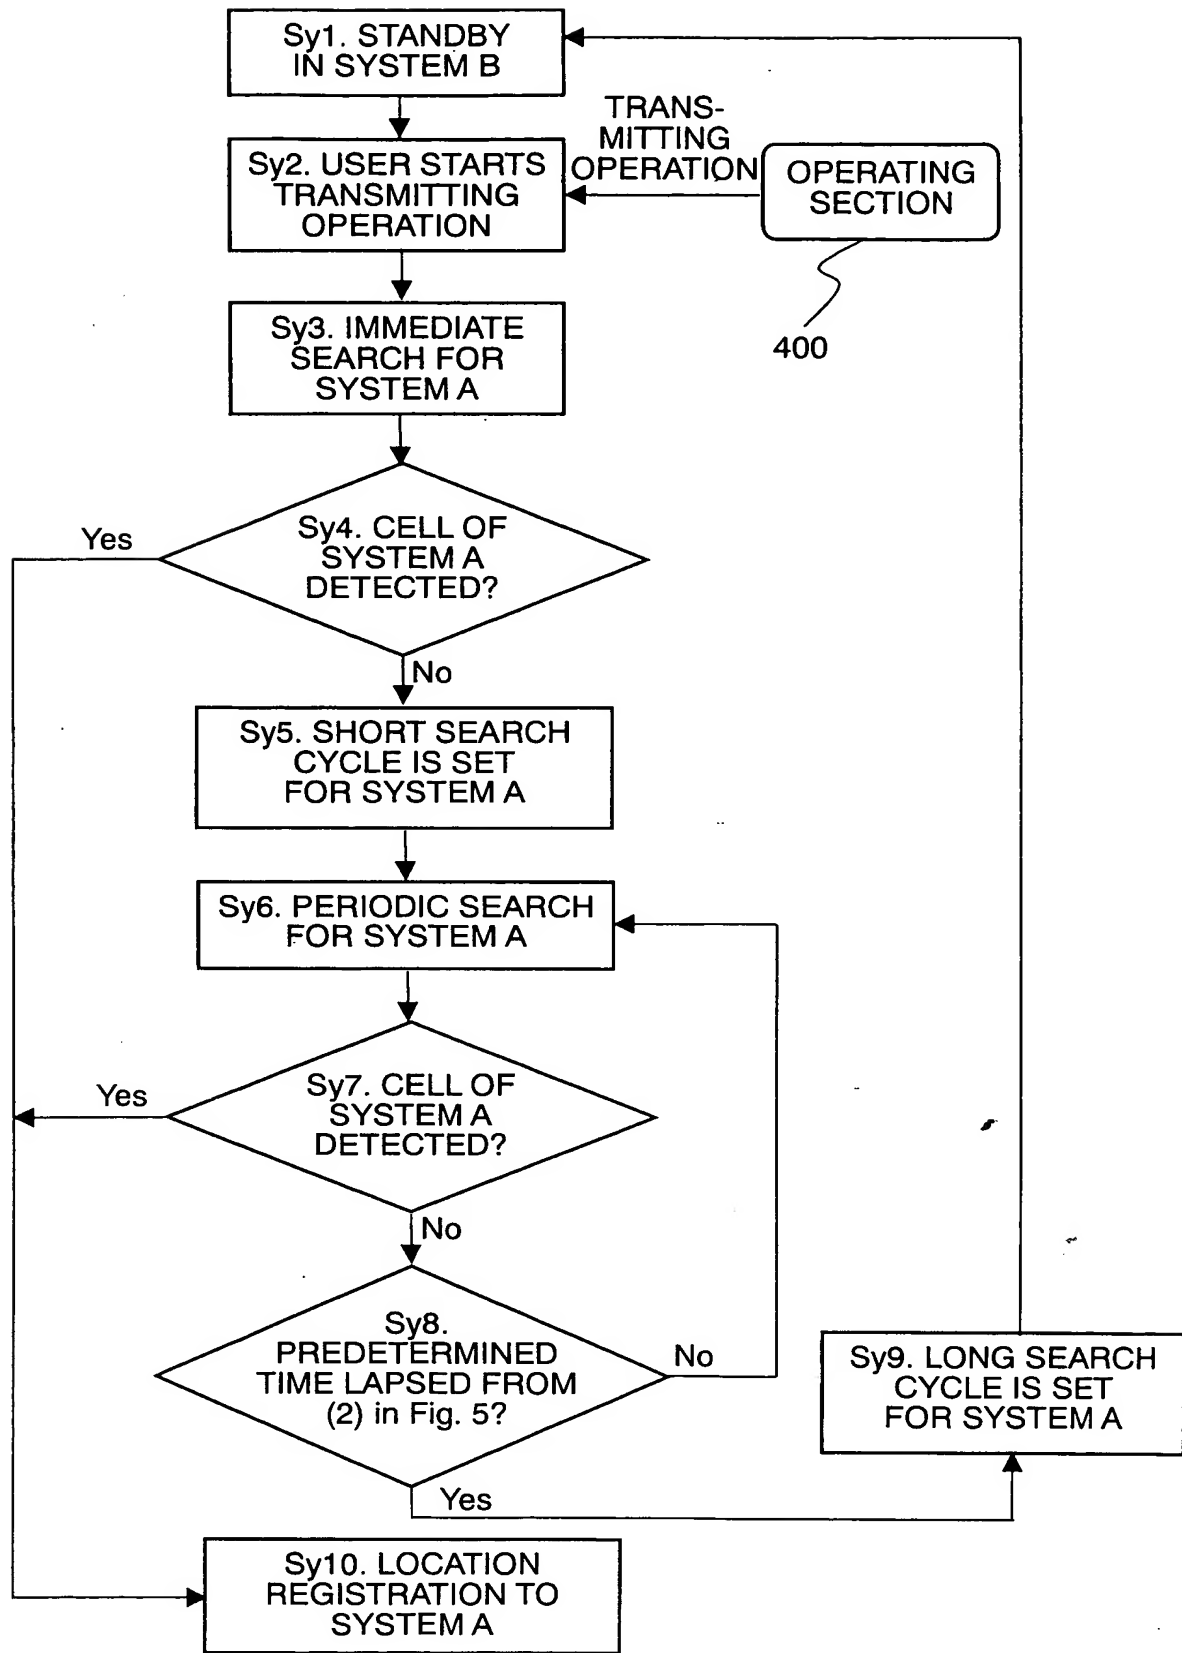 Sy1. STANDBY
IN SYSTEM B
TRANS-
MITTING
OPERATION
Sy2. USER STARTS
TRANSMITTING
OPERATION
OPERATING
SECTION
400
Sy3. IMMEDIATE
SEARCH FOR
SYSTEM A
Sy4. CELL OF
SYSTEM A
DETECTED?
Yes
No
Sy5. SHORT SEARCH
CYCLE IS SET
FOR SYSTEM A
Sy6. PERIODIC SEARCH
FOR SYSTEM A
Sy7. CELL OF
SYSTEM A
DETECTED?
Yes
No
Sy8.
PREDETERMINED
TIME LAPSED FROM
(2) in Fig. 5?
No
Yes
Sy9. LONG SEARCH
CYCLE IS SET
FOR SYSTEM A
Sy10. LOCATION
REGISTRATION TO
SYSTEM A